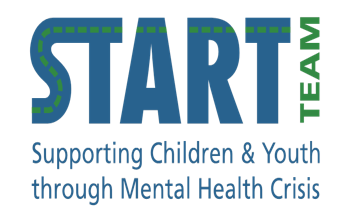 START
TEAM
Supporting Children & Youth
through Mental Health Crisis